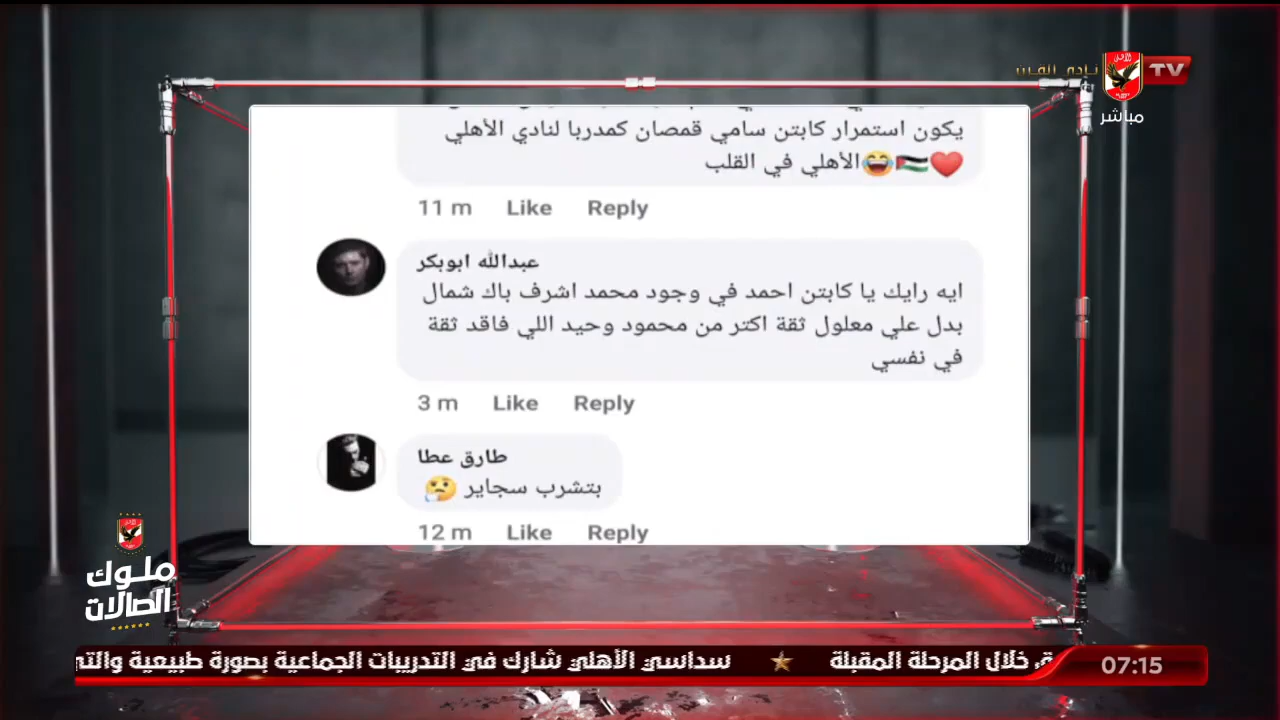 نادي القرن
TV
مباشر
يكون استمرار كابتن سامي قمصان كمدربا لنادي الأهلي
❤️🇵🇸😂الأهلي في القلب
11 m Like Reply
عبدالله ابوبكر
ايه رايك يا كابتن احمد في وجود محمد اشرف باك شمال
بدل علي معلول ثقة اكتر من محمود وحيد اللي فاقد ثقة
في نفسي
3 m Like Reply
طارق عطا
بتشرب سجاير 🤔
12 m Like Reply
ملوك
الصالات
خلال المرحلة المقبلة ★ سداسي الأهلي شارك في التدريبات الجماعية بصورة طبيعية
07:15